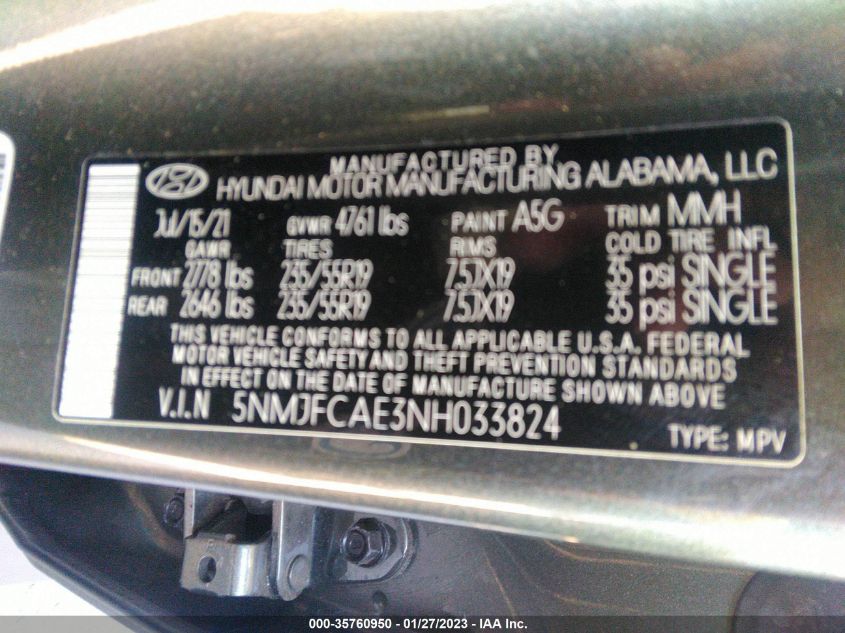 MANUFACTURED BY
HYUNDAI MOTOR MANUFACTURING ALABAMA, LLC
Jul/15/21 GVWR 4761 lbs PAINT A5G TRIM MMH
GAWR TIRES RIMS COLD TIRE INFL
FRONT 2778 lbs 235/55R19 7.5JX19 35 psi SINGLE
REAR 2646 lbs 235/55R19 7.5JX19 35 psi SINGLE
THIS VEHICLE CONFORMS TO ALL APPLICABLE U.S.A. FEDERAL
MOTOR VEHICLE SAFETY AND THEFT PREVENTION STANDARDS
IN EFFECT ON THE DATE OF MANUFACTURE SHOWN ABOVE
V.I.N 5NMJFCAE3NH033824
TYPE: MPV
000-35760950 - 01/27/2023 - IAA Inc.